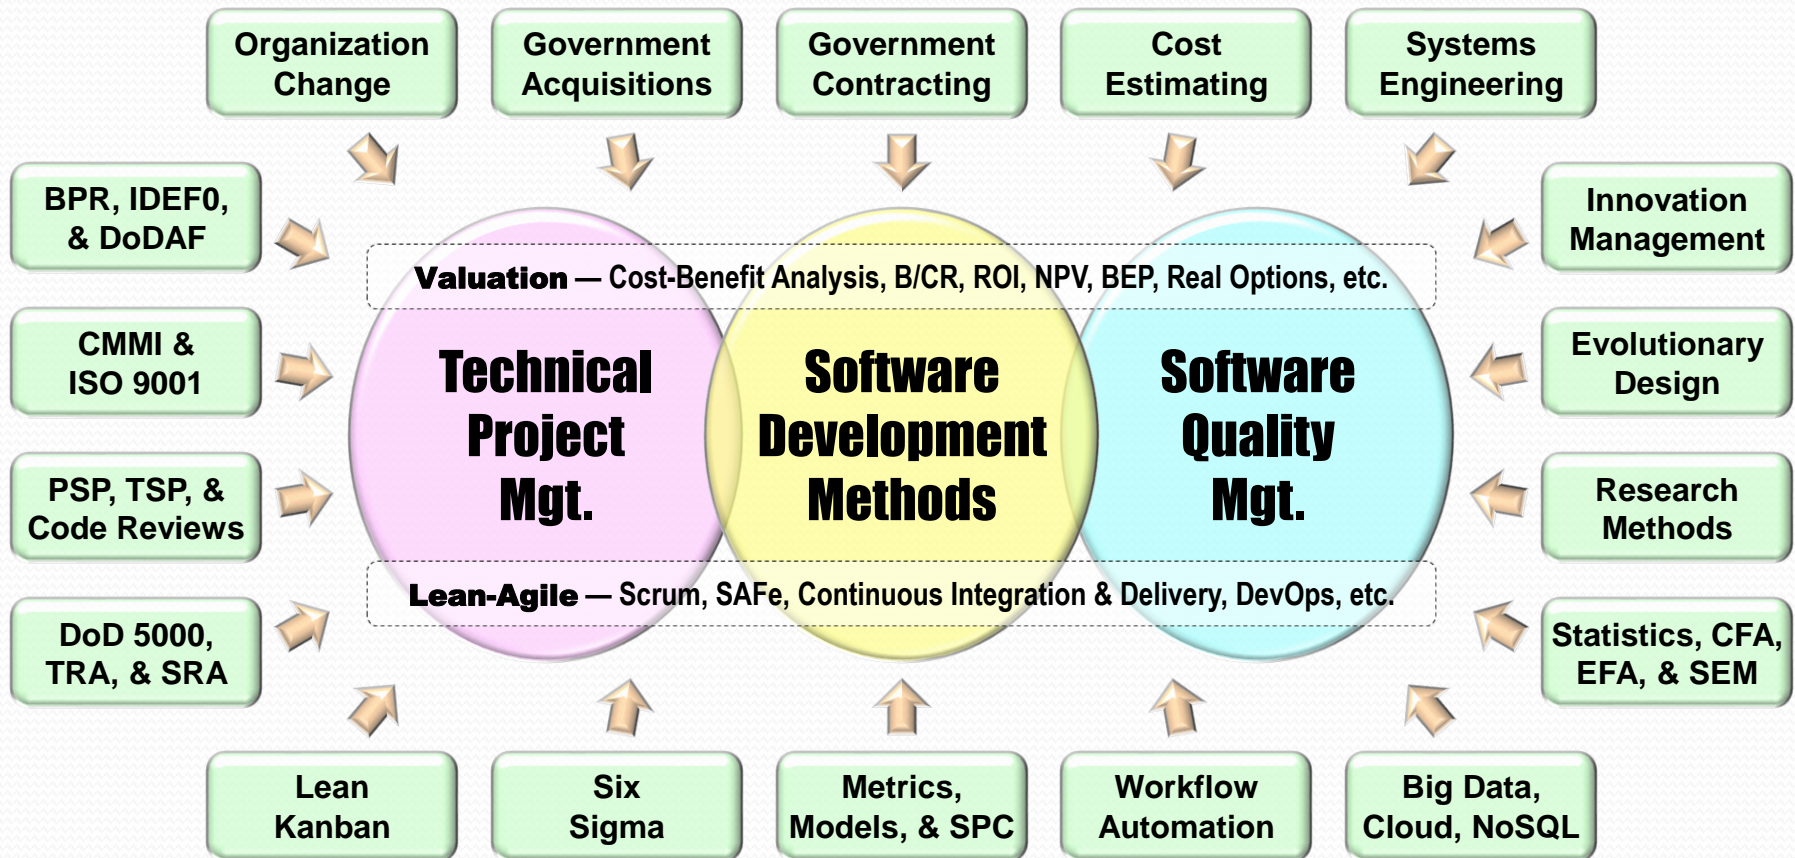 Organization
Change
Government
Acquisitions
Government
Contracting
Cost
Estimating
Systems
Engineering
BPR, IDEF0,
& DoDAF
CMMI &
ISO 9001
PSP, TSP, &
Code Reviews
DoD 5000,
TRA, & SRA
Valuation — Cost-Benefit Analysis, B/CR, ROI, NPV, BEP, Real Options, etc.
Technical
Project
Mgt.
Software
Development
Methods
Software
Quality
Mgt.
Lean-Agile — Scrum, SAFe, Continuous Integration & Delivery, DevOps, etc.
Innovation
Management
Evolutionary
Design
Research
Methods
Statistics, CFA,
EFA, & SEM
Lean
Kanban
Six
Sigma
Metrics,
Models, & SPC
Workflow
Automation
Big Data,
Cloud, NoSQL